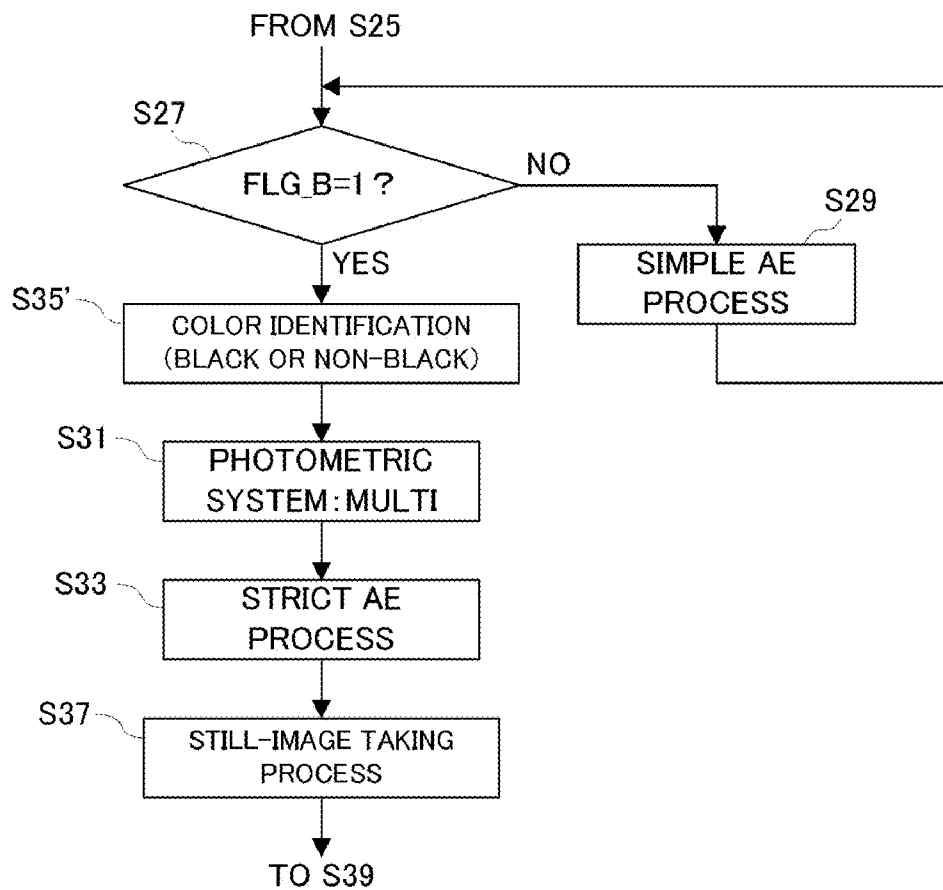 FROM S25
S27
FLG_B=1 ?
NO
S29
SIMPLE AE
PROCESS
YES
S35'
COLOR IDENTIFICATION
(BLACK OR NON-BLACK)
S31
PHOTOMETRIC
SYSTEM:MULTI
S33
STRICT AE
PROCESS
S37
STILL-IMAGE TAKING
PROCESS
TO S39